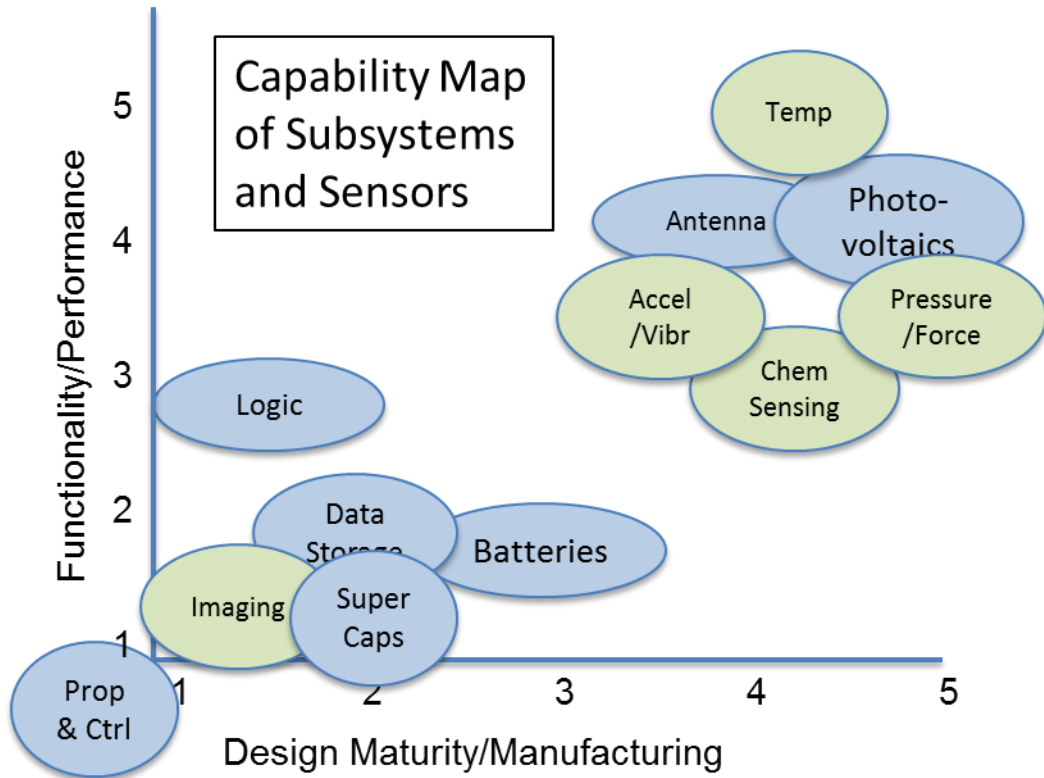 Capability Map
of Subsystems
and Sensors
Functionality/Performance
5
4
3
2
1
Temp
Antenna
Photo-
voltaics
Accel
/Vibr
Pressure
/Force
Chem
Sensing
Logic
Data
Storage
Batteries
Imaging
Super
Caps
Prop
& Ctrl
1
2
3
4
5
Design Maturity/Manufacturing